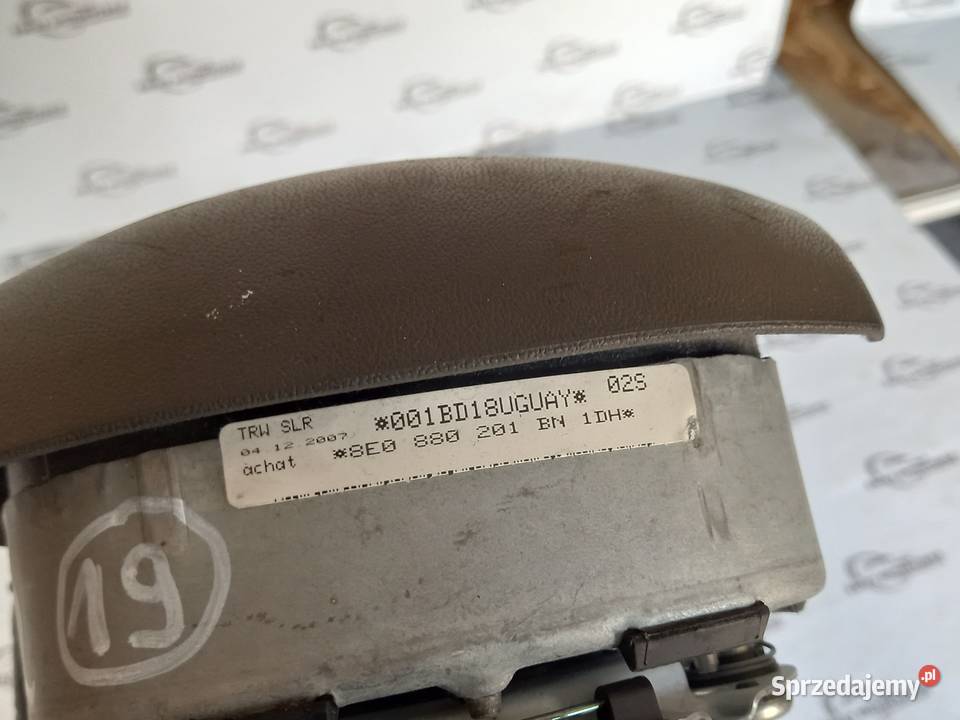 TRW SLR *001BD18UGUAY* 02S
04 12 2007
achat *8E0 880 201 BN 1DH*
19
Sprzedajemy.pl